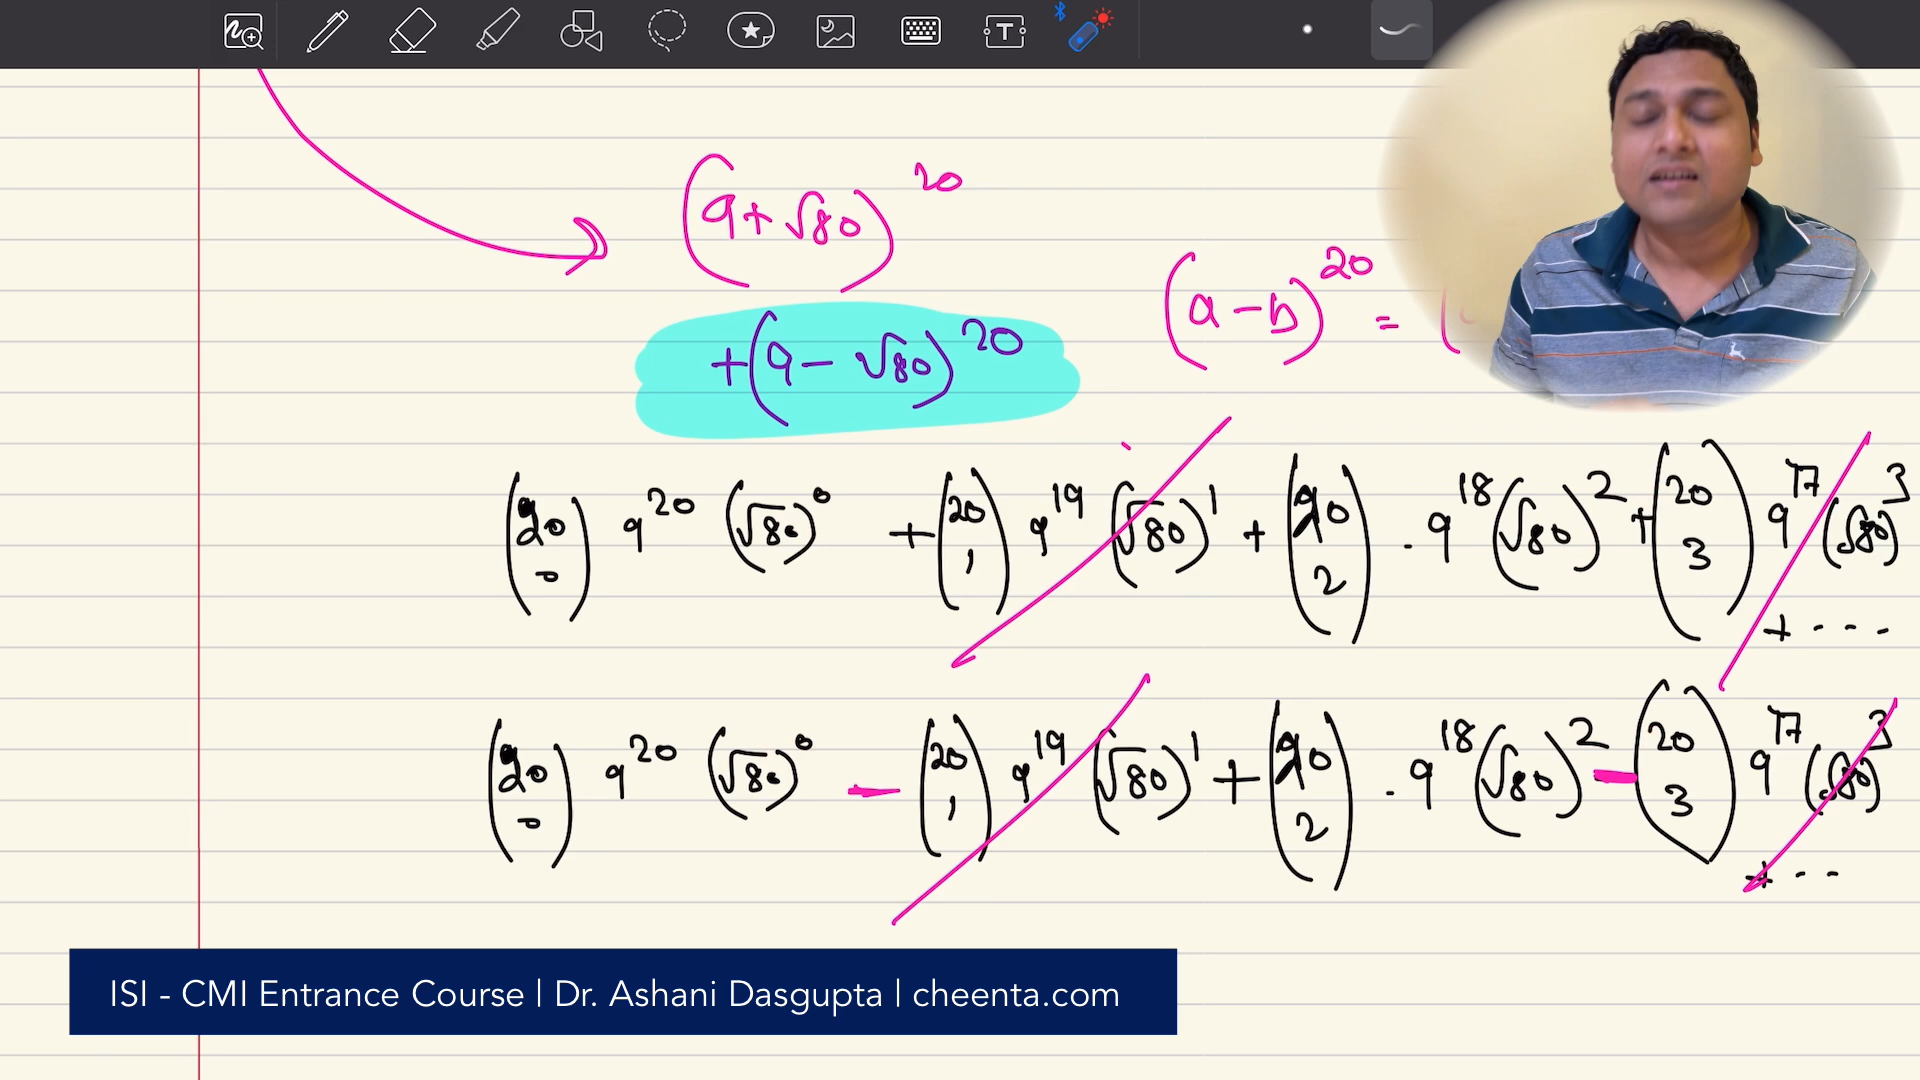 (9+√80)^20
+(9-√80)^20
(a-b)^20 = (
(20 0) 9^20 (√80)^0 + (20 1) 9^19 (√80)^1 + (20 2) . 9^18 (√80)^2 + (20 3) 9^17 (√80)^3
+ ...
(20 0) 9^20 (√80)^0 - (20 1) 9^19 (√80)^1 + (20 2) . 9^18 (√80)^2 - (20 3) 9^17 (√80)^3
+ ..
ISI - CMI Entrance Course | Dr. Ashani Dasgupta | cheenta.com